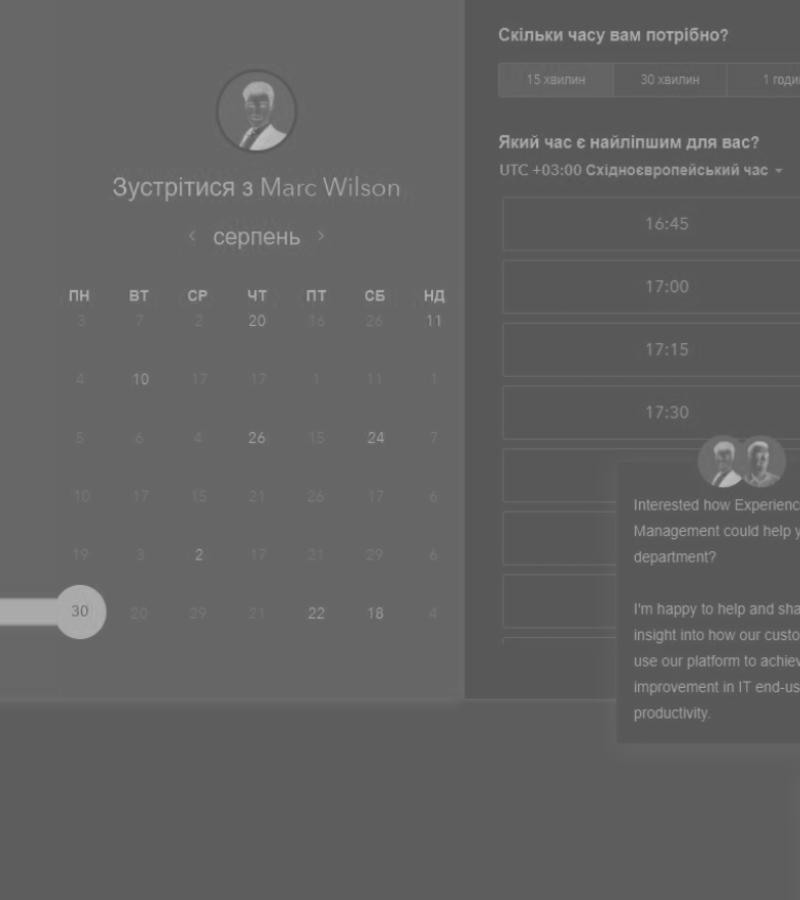 Зустрітися з Marc Wilson
серпень
ПН ВТ СР ЧТ ПТ СБ НД
3 7 2 20 16 26 11
4 10 17 17 1 11 1
5 6 4 26 15 24 7
10 17 15 21 26 17 6
19 3 2 17 21 29 6
30 20 29 21 22 18 4
Скільки часу вам потрібно?
15 хвилин 30 хвилин 1 годи
Який час є найліпшим для вас?
UTC +03:00 Східноєвропейський час
16:45
17:00
17:15
17:30
Interested how Experienc
Management could help y
department?
I'm happy to help and sha
insight into how our custo
use our platform to achiev
improvement in IT end-us
productivity.